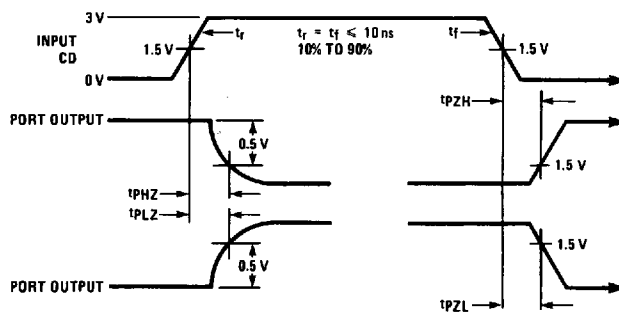 3 V
INPUT
CD
1.5 V
0 V
tr
tr = tf ≤ 10 ns
10% TO 90%
tf
1.5 V
tPZH
PORT OUTPUT
0.5 V
1.5 V
tPHZ
tPLZ
0.5 V
1.5 V
PORT OUTPUT
tPZL